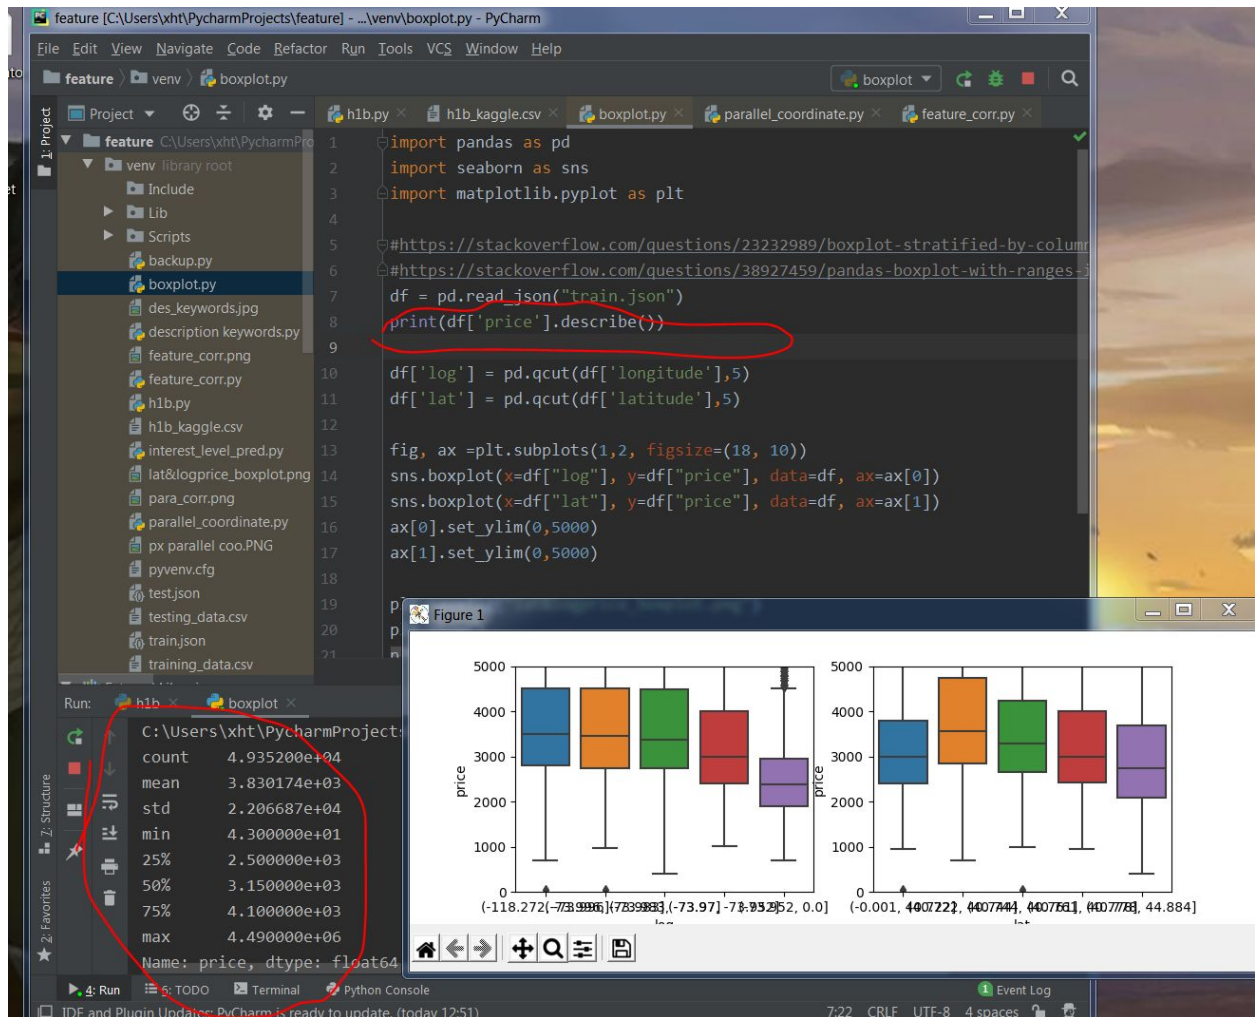 feature [C:\Users\xht\PycharmProjects\feature] - ...\venv\boxplot.py - PyCharm
File Edit View Navigate Code Refactor Run Tools VCS Window Help
feature venv boxplot.py
boxplot
1: Project
Project
h1b.py
h1b_kaggle.csv
boxplot.py
parallel_coordinate.py
feature_corr.py
feature C:\Users\xht\PycharmPro
venv library root
Include
Lib
Scripts
backup.py
boxplot.py
des_keywords.jpg
description keywords.py
feature_corr.png
feature_corr.py
h1b.py
h1b_kaggle.csv
interest_level_pred.py
lat&logprice_boxplot.png
para_corr.png
parallel_coordinate.py
px parallel coo.PNG
pyvenv.cfg
test.json
testing_data.csv
train.json
training_data.csv
1 import pandas as pd
2 import seaborn as sns
3 import matplotlib.pyplot as plt
4
5 #https://stackoverflow.com/questions/23232989/boxplot-stratified-by-column
6 #https://stackoverflow.com/questions/38927459/pandas-boxplot-with-ranges-i
7 df = pd.read_json("train.json")
8 print(df['price'].describe())
9
10 df['log'] = pd.qcut(df['longitude'],5)
11 df['lat'] = pd.qcut(df['latitude'],5)
12
13 fig, ax =plt.subplots(1,2, figsize=(18, 10))
14 sns.boxplot(x=df["log"], y=df["price"], data=df, ax=ax[0])
15 sns.boxplot(x=df["lat"], y=df["price"], data=df, ax=ax[1])
16 ax[0].set_ylim(0,5000)
17 ax[1].set_ylim(0,5000)
18
19
20
21
Run: h1b boxplot
C:\Users\xht\PycharmProject
count 4.935200e+04
mean 3.830174e+03
std 2.206687e+04
min 4.300000e+01
25% 2.500000e+03
50% 3.150000e+03
75% 4.100000e+03
max 4.490000e+06
Name: price, dtype: float64
Z: Structure
2: Favorites
Figure 1
5000
4000
3000
2000
1000
0
price
5000
4000
3000
2000
1000
0
price
4: Run 6: TODO Terminal Python Console
1 Event Log
IDE and Plugin Updates: PyCharm is ready to update. (today 12:51)
7:22 CRLF UTF-8 4 spaces